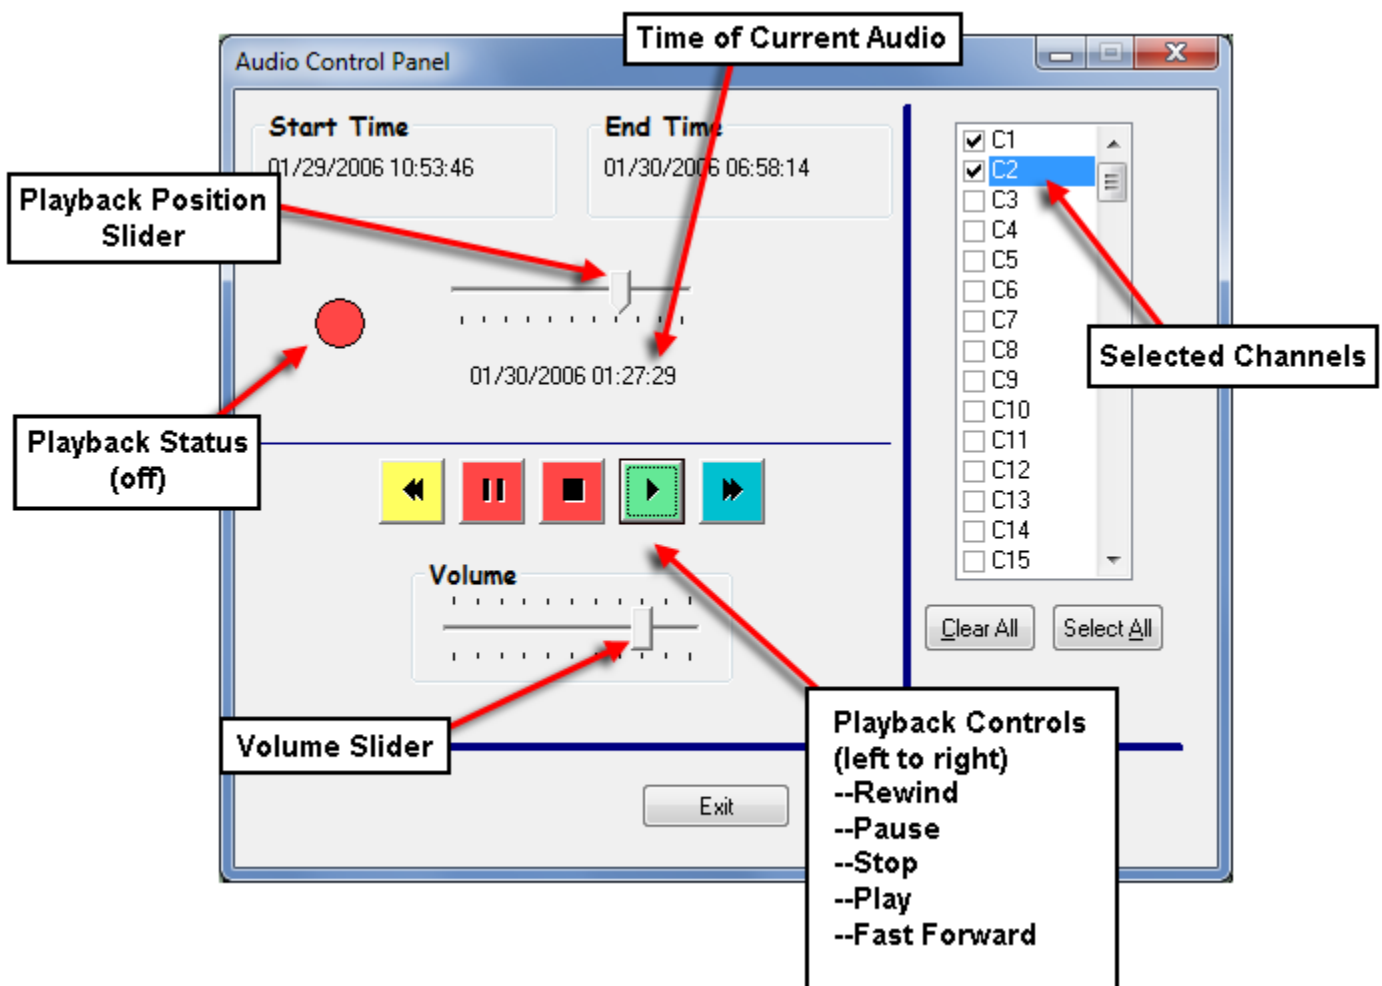 Time of Current Audio
Audio Control Panel
Start Time
01/29/2006 10:53:46
End Time
01/30/2006 06:58:14
Playback Position
Slider
01/30/2006 01:27:29
Playback Status
(off)
C1
C2
C3
C4
C5
C6
C7
C8
C9
C10
C11
C12
C13
C14
C15
Selected Channels
Clear All
Select All
Volume
Volume Slider
Playback Controls
(left to right)
--Rewind
--Pause
--Stop
--Play
--Fast Forward
Exit